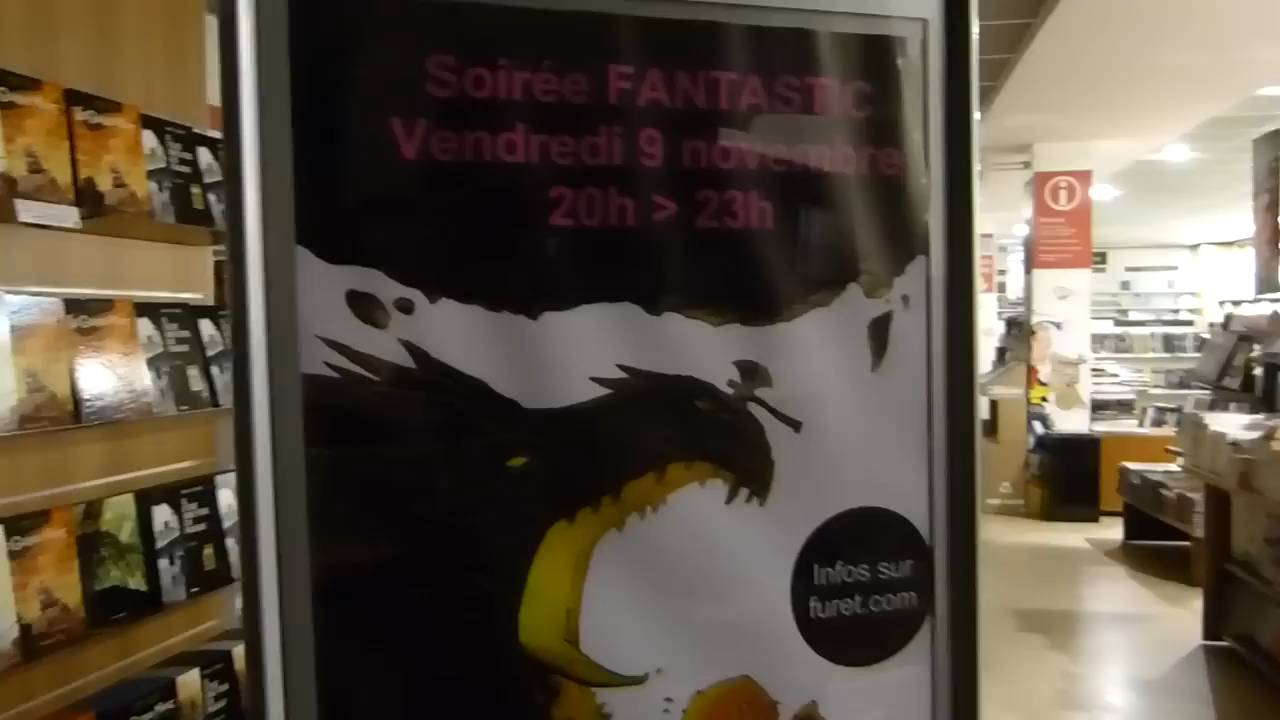 Soirée FANTASTIC
Vendredi 9 novembre
20h > 23h
Infos sur
furet.com